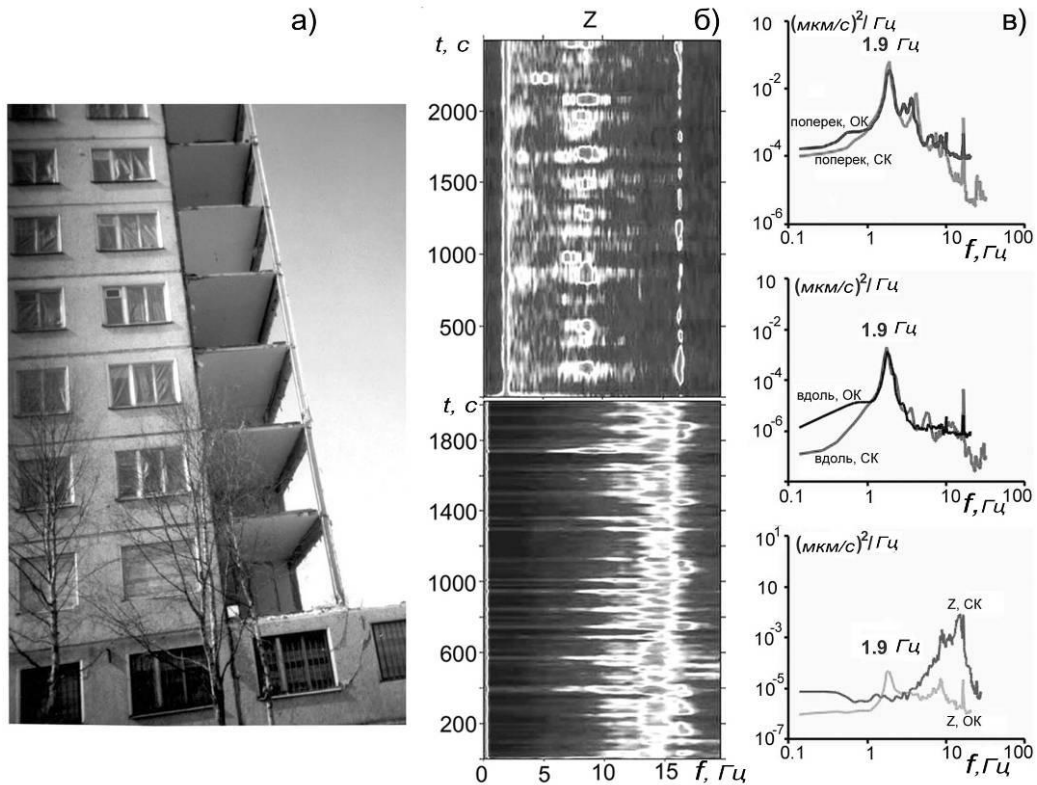 а)
Z
б)
t, с
2000
1500
1000
500
t, с
1800
1400
1000
600
200
0
5
10
15
f, Гц
в)
10 (мкм/с)²/ Гц
1.9 Гц
10⁻²
поперек, ОК
10⁻⁴
поперек, СК
10⁻⁶
0.1
1
10
100
f, Гц
10 (мкм/с)²/ Гц
1.9 Гц
10⁻²
10⁻⁴
вдоль, ОК
10⁻⁶
вдоль, СК
0.1
1
10
100
f, Гц
10¹ (мкм/с)²/ Гц
10⁻¹
Z, СК
10⁻³
1.9 Гц
10⁻⁵
Z, ОК
10⁻⁷
0.1
1
10
100
f, Гц